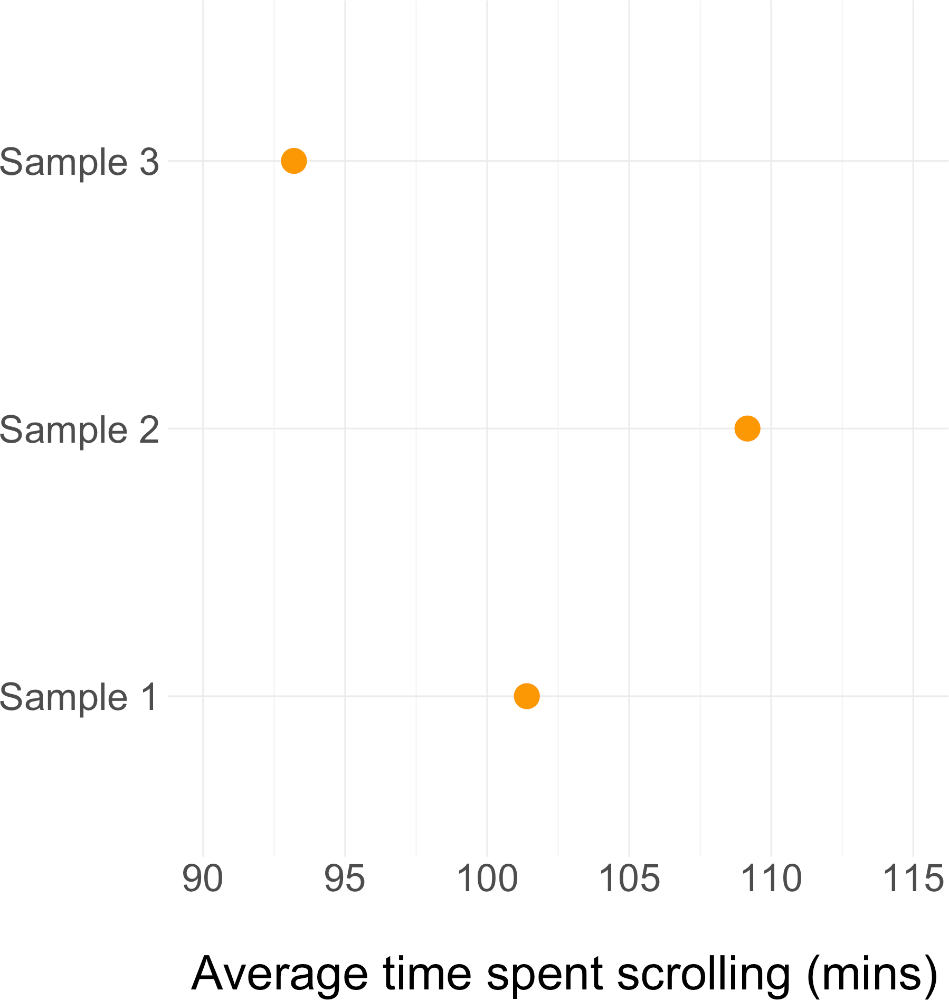 Sample 3
Sample 2
Sample 1
90 95 100 105 110 115
Average time spent scrolling (mins)